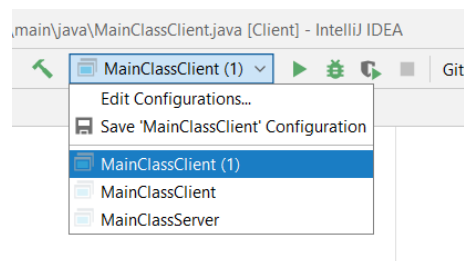 \main\java\MainClassClient.java [Client] - IntelliJ IDEA
MainClassClient (1) Git
Edit Configurations...
Save 'MainClassClient' Configuration
MainClassClient (1)
MainClassClient
MainClassServer